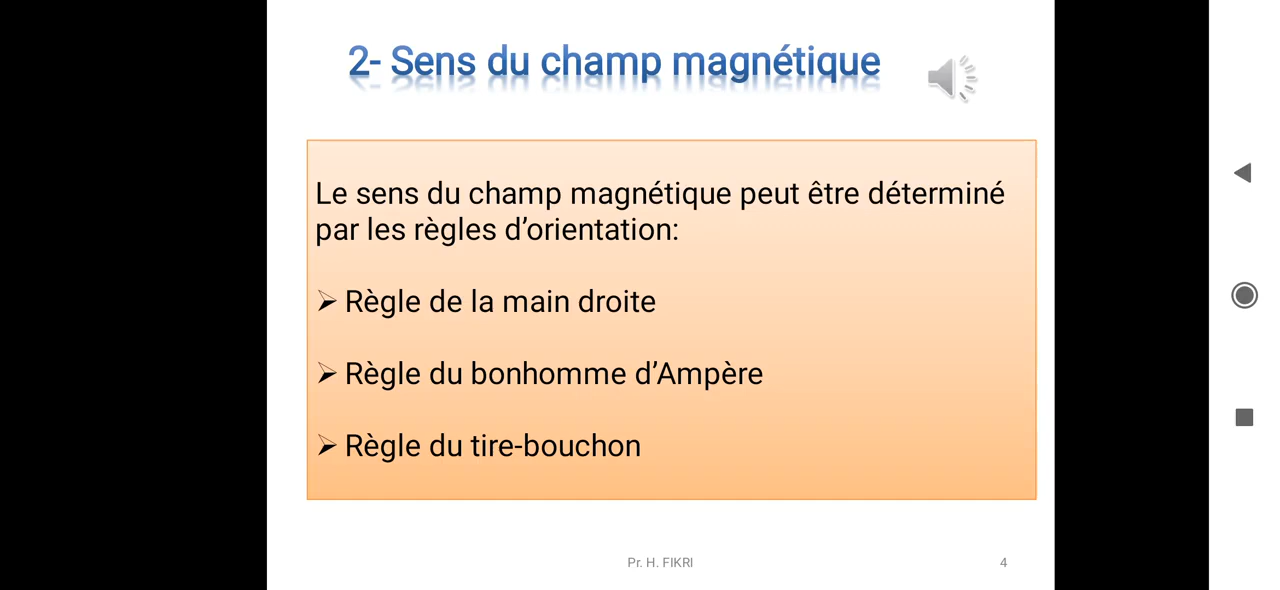 2- Sens du champ magnétique
Le sens du champ magnétique peut être déterminé
par les règles d’orientation:
➢ Règle de la main droite
➢ Règle du bonhomme d’Ampère
➢ Règle du tire-bouchon
Pr. H. FIKRI
4